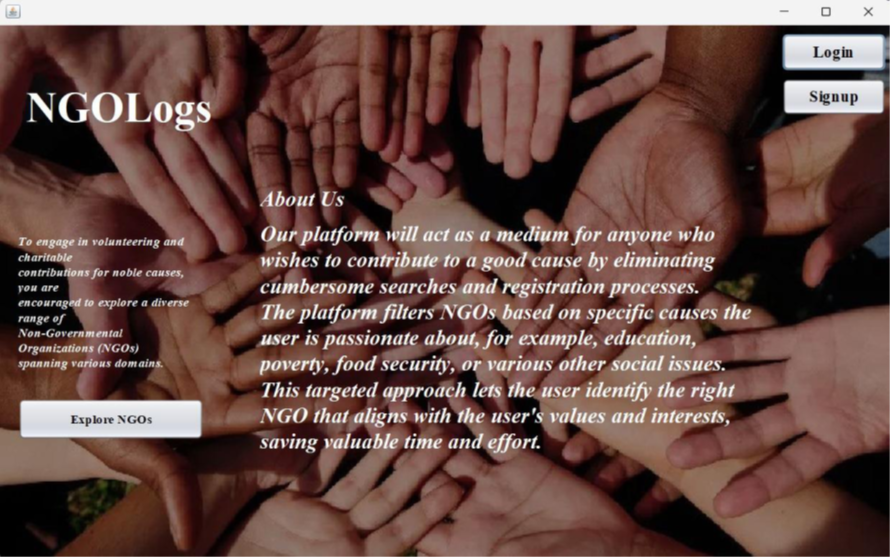 Login
NGOLogs
Signup
About Us
To engage in volunteering and
charitable
contributions for noble causes,
you are
encouraged to explore a diverse
range of
Non-Governmental
Organizations (NGOs)
spanning various domains.
Explore NGOs
Our platform will act as a medium for anyone who
wishes to contribute to a good cause by eliminating
cumbersome searches and registration processes.
The platform filters NGOs based on specific causes the
user is passionate about, for example, education,
poverty, food security, or various other social issues.
This targeted approach lets the user identify the right
NGO that aligns with the user's values and interests,
saving valuable time and effort.